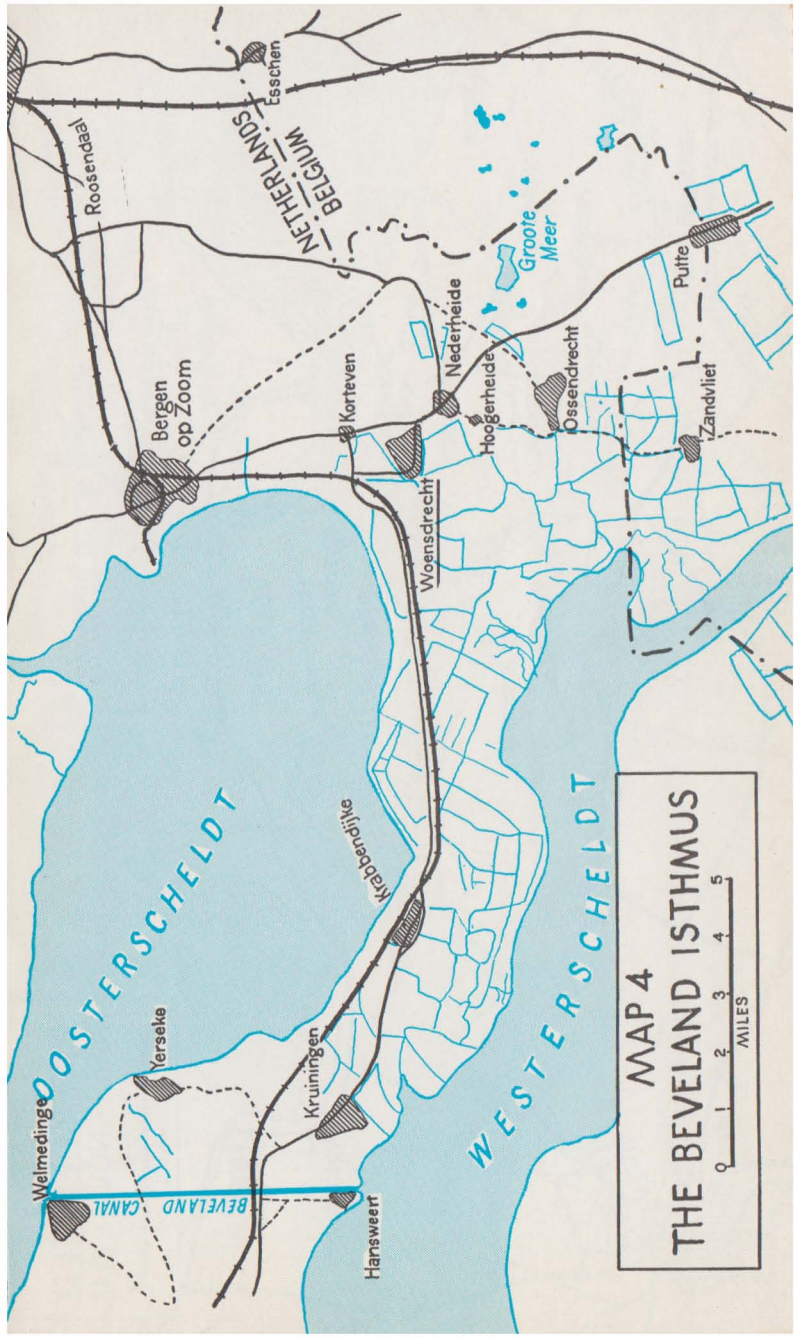 Welmedinge
OOSTERSCHELDT
Yerseke
BEVELAND CANAL
Kruiningen
Hansweert
Krabbendijke
WESTERSCHELDT
Bergen
op Zoom
Roosendaal
Esschen
NETHERLANDS
BELGIUM
Korteven
Woensdrecht
Nederheide
Hoogerheide
Ossendrecht
Groote
Meer
Putte
Zandvliet
MAP 4
THE BEVELAND ISTHMUS
0 1 2 3 4 5
MILES